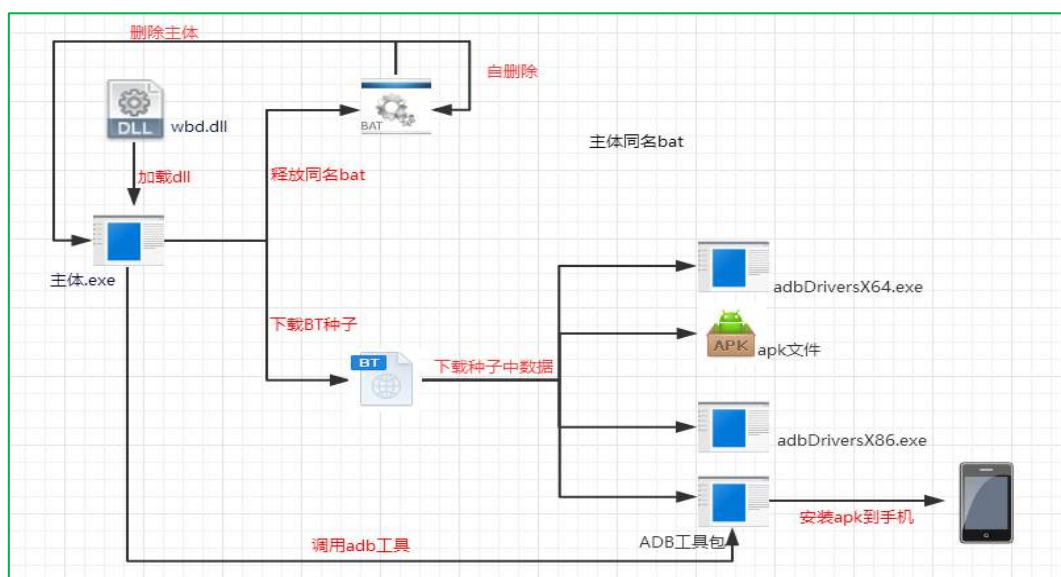 删除主体
自删除
BAT
DLL
wbd.dll
主体同名bat
加载dll
释放同名bat
主体.exe
adbDriversX64.exe
下载BT种子
APK
apk文件
BT
下载种子中数据
adbDriversX86.exe
安装apk到手机
ADB工具包
调用adb工具